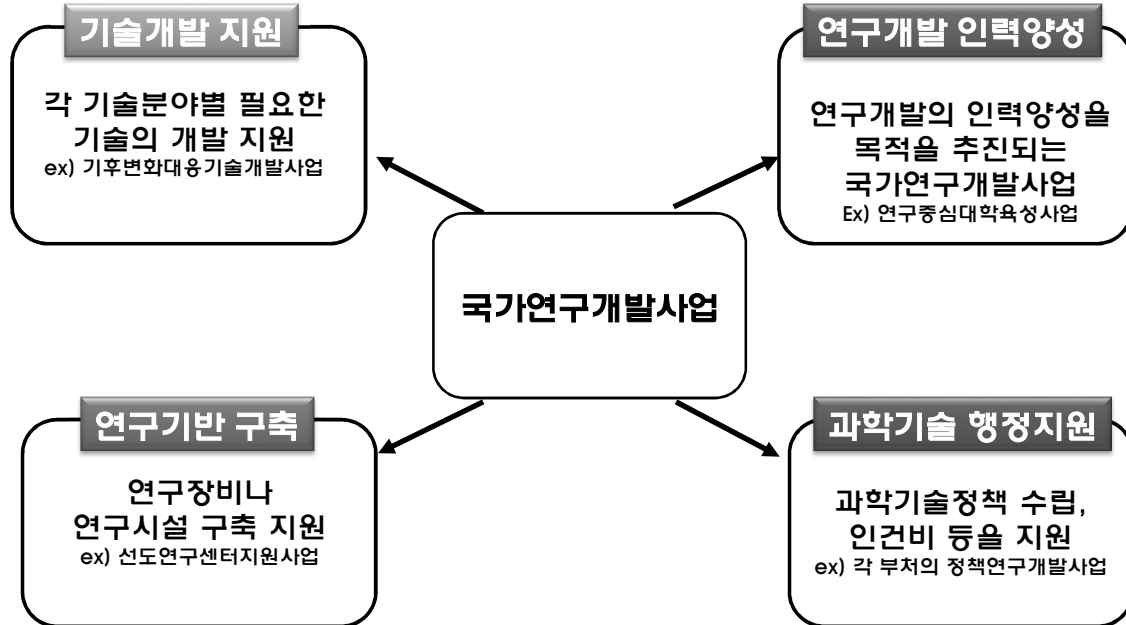 기술개발 지원
각 기술분야별 필요한
기술의 개발 지원
ex) 기후변화대응기술개발사업
연구개발 인력양성
연구개발의 인력양성을
목적을 추진되는
국가연구개발사업
Ex) 연구중심대학육성사업
국가연구개발사업
연구기반 구축
연구장비나
연구시설 구축 지원
ex) 선도연구센터지원사업
과학기술 행정지원
과학기술정책 수립,
인건비 등을 지원
ex) 각 부처의 정책연구개발사업